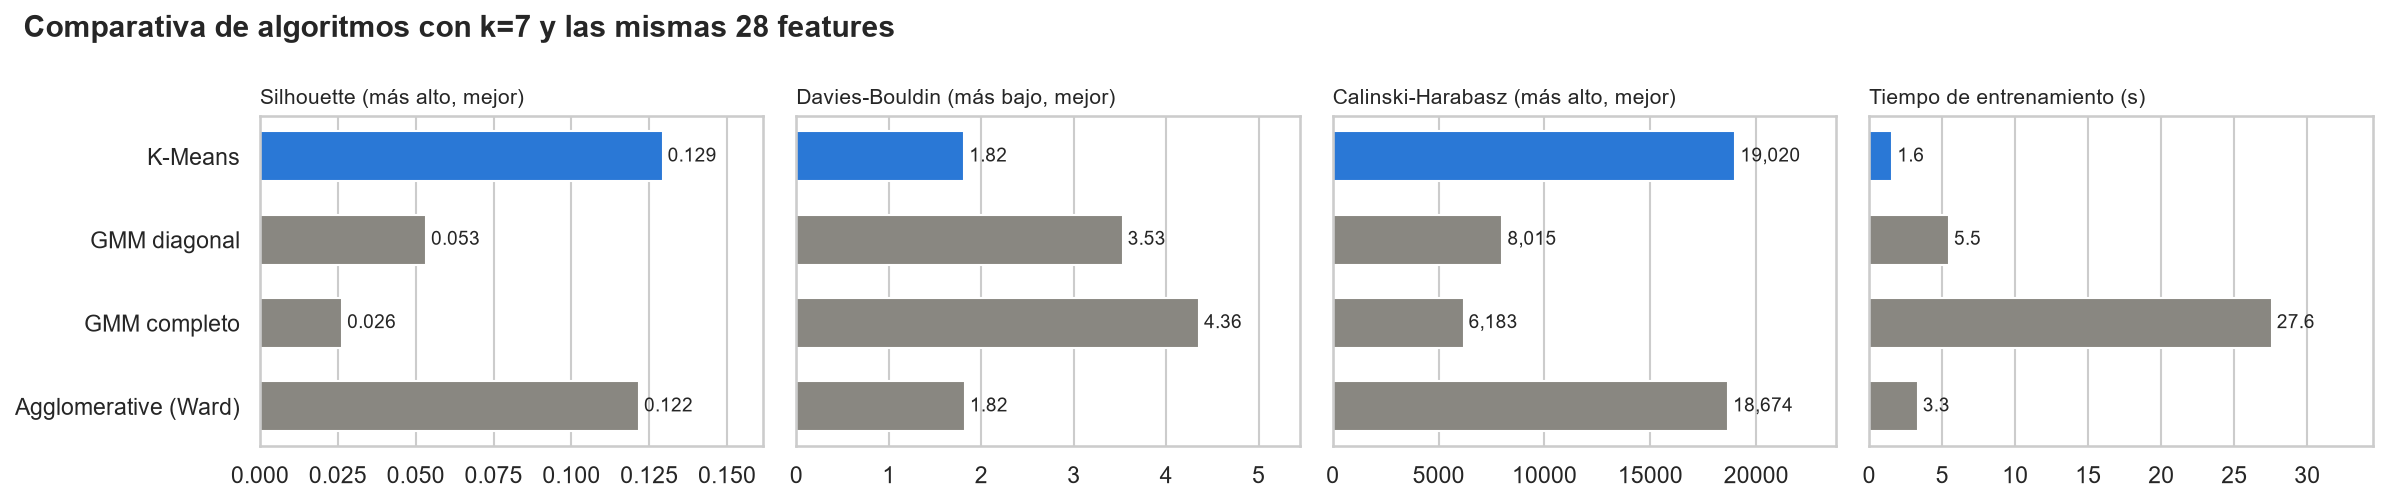 Comparativa de algoritmos con k=7 y las mismas 28 features
Silhouette (más alto, mejor)
K-Means
GMM diagonal
GMM completo
Agglomerative (Ward)
0.129
0.053
0.026
0.122
0.000 0.025 0.050 0.075 0.100 0.125 0.150
Davies-Bouldin (más bajo, mejor)
1.82
3.53
4.36
1.82
0 1 2 3 4 5
Calinski-Harabasz (más alto, mejor)
19,020
8,015
6,183
18,674
0 5000 10000 15000 20000
Tiempo de entrenamiento (s)
1.6
5.5
27.6
3.3
0 5 10 15 20 25 30